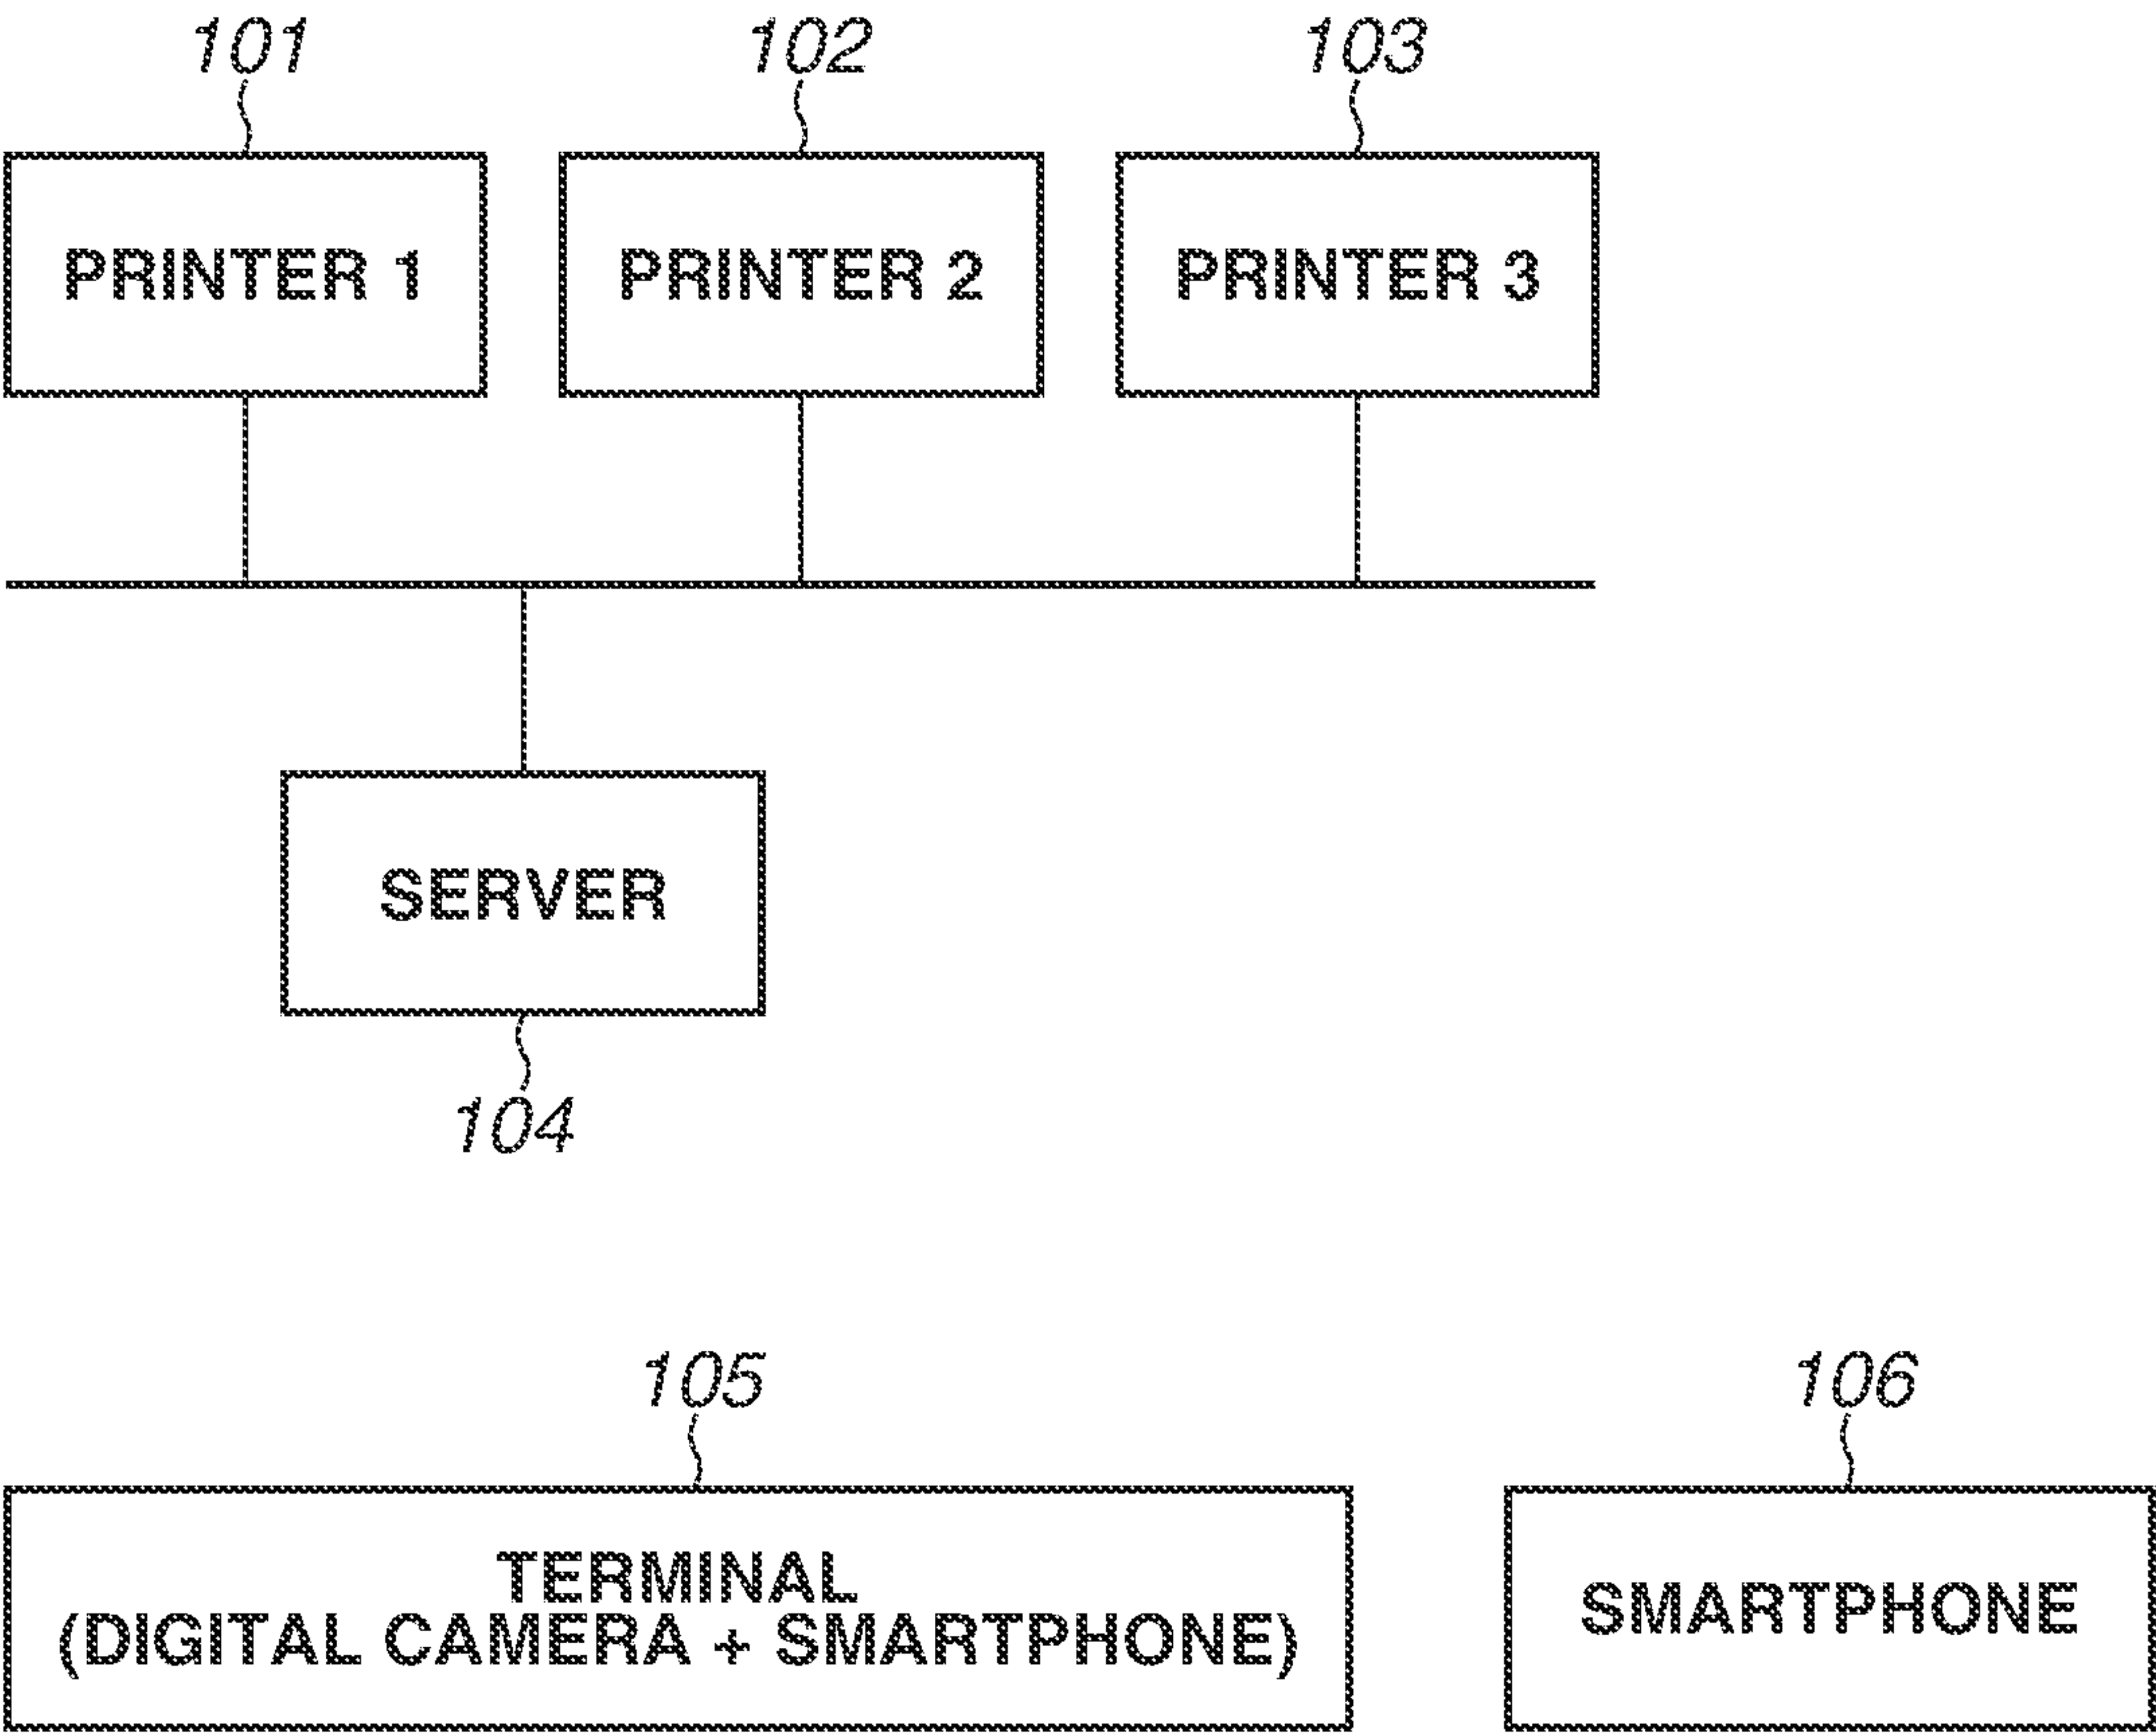 101
102
103
PRINTER 1
PRINTER 2
PRINTER 3
SERVER
104
105
106
TERMINAL
(DIGITAL CAMERA + SMARTPHONE)
SMARTPHONE